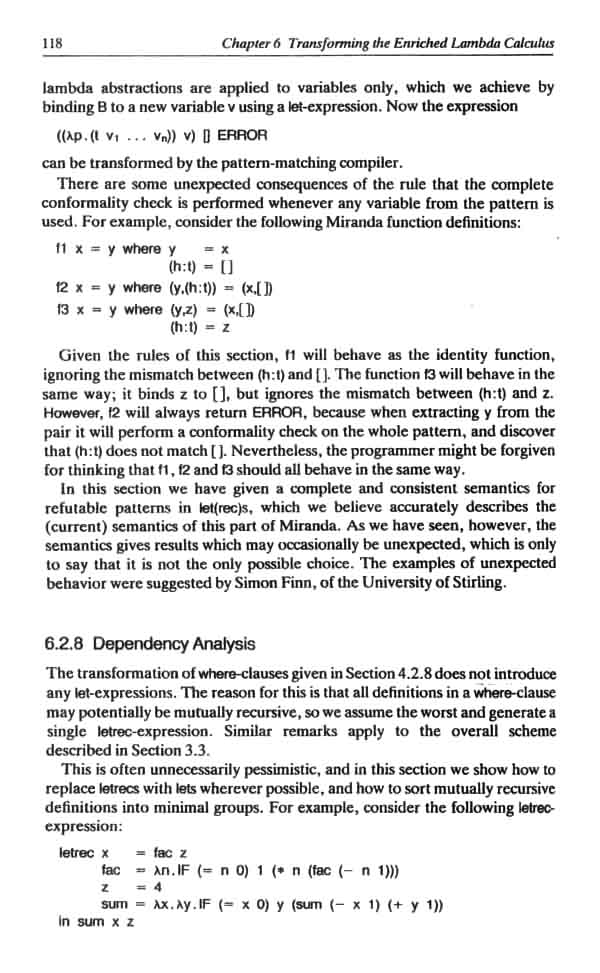 118 Chapter 6 Transforming the Enriched Lambda Calculus
lambda abstractions are applied to variables only, which we achieve by
binding B to a new variable v using a let-expression. Now the expression
((λp.(t v₁ ... vₙ)) v) [] ERROR
can be transformed by the pattern-matching compiler.
There are some unexpected consequences of the rule that the complete
conformality check is performed whenever any variable from the pattern is
used. For example, consider the following Miranda function definitions:
f1 x = y where y = x
(h:t) = []
f2 x = y where (y,(h:t)) = (x,[])
f3 x = y where (y,z) = (x,[])
(h:t) = z
Given the rules of this section, f1 will behave as the identity function,
ignoring the mismatch between (h:t) and []. The function f3 will behave in the
same way; it binds z to [], but ignores the mismatch between (h:t) and z.
However, f2 will always return ERROR, because when extracting y from the
pair it will perform a conformality check on the whole pattern, and discover
that (h:t) does not match []. Nevertheless, the programmer might be forgiven
for thinking that f1, f2 and f3 should all behave in the same way.
In this section we have given a complete and consistent semantics for
refutable patterns in let(rec)s, which we believe accurately describes the
(current) semantics of this part of Miranda. As we have seen, however, the
semantics gives results which may occasionally be unexpected, which is only
to say that it is not the only possible choice. The examples of unexpected
behavior were suggested by Simon Finn, of the University of Stirling.
6.2.8 Dependency Analysis
The transformation of where-clauses given in Section 4.2.8 does not introduce
any let-expressions. The reason for this is that all definitions in a where-clause
may potentially be mutually recursive, so we assume the worst and generate a
single letrec-expression. Similar remarks apply to the overall scheme
described in Section 3.3.
This is often unnecessarily pessimistic, and in this section we show how to
replace letrecs with lets wherever possible, and how to sort mutually recursive
definitions into minimal groups. For example, consider the following letrec-
expression:
letrec x = fac z
fac = λn.IF (= n 0) 1 (* n (fac (- n 1)))
z = 4
sum = λx.λy.IF (= x 0) y (sum (- x 1) (+ y 1))
in sum x z